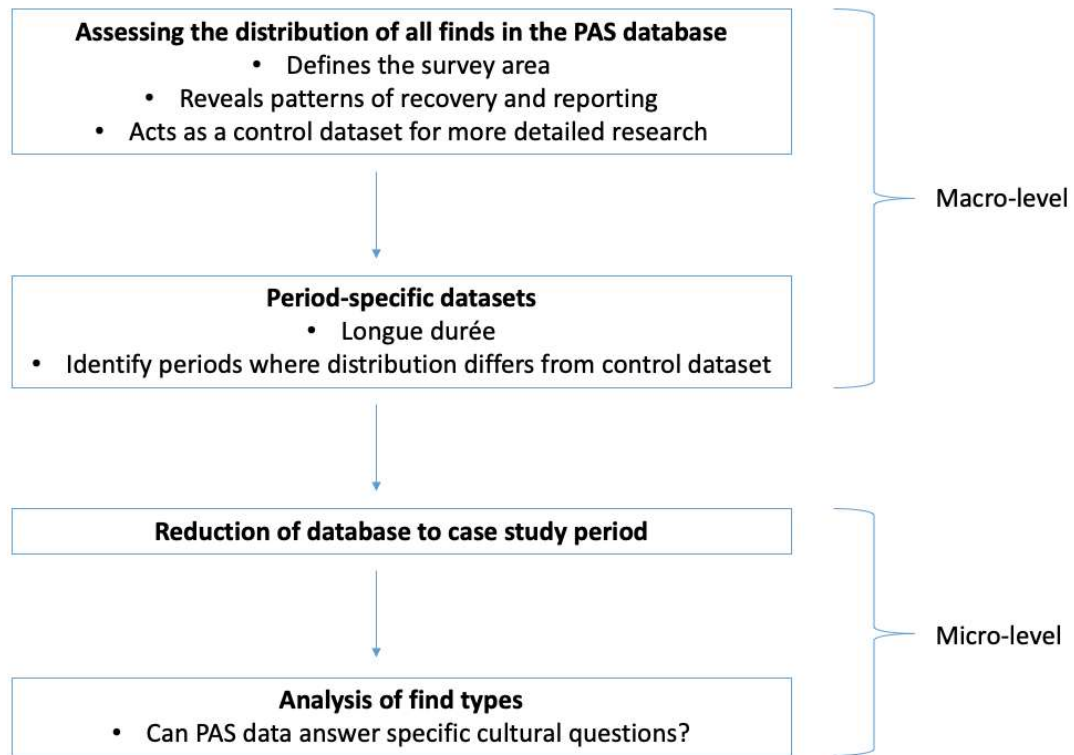 Assessing the distribution of all finds in the PAS database
• Defines the survey area
• Reveals patterns of recovery and reporting
• Acts as a control dataset for more detailed research
Macro-level
Period-specific datasets
• Longue durée
• Identify periods where distribution differs from control dataset
Reduction of database to case study period
Micro-level
Analysis of find types
• Can PAS data answer specific cultural questions?